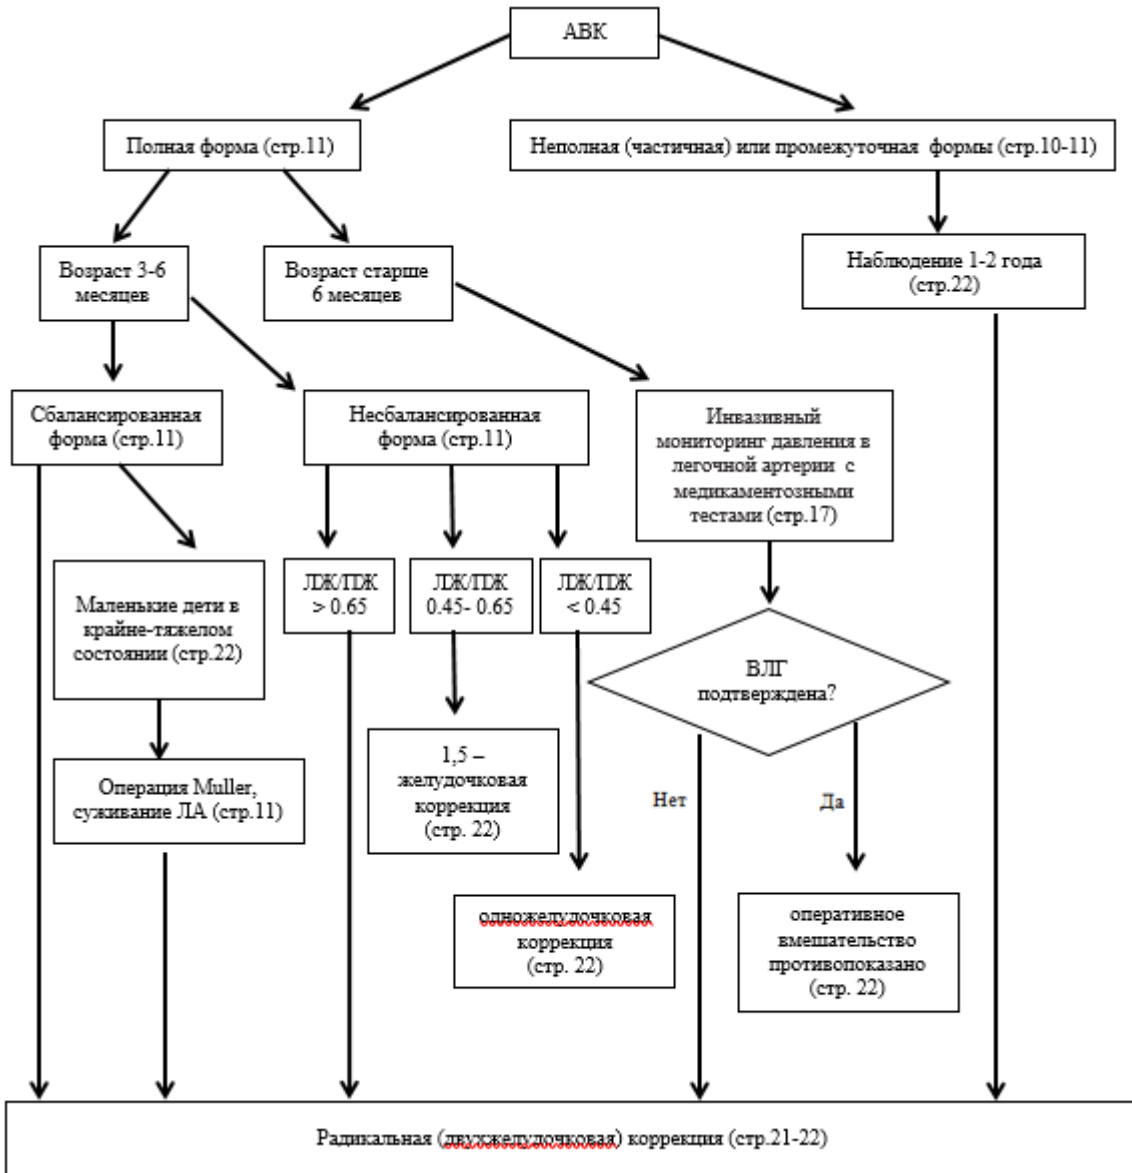 АВК
Полная форма (стр.11)
Неполная (частичная) или промежуточная формы (стр.10-11)
Возраст 3-6
месяцев
Возраст старше
6 месяцев
Наблюдение 1-2 года
(стр.22)
Сбалансированная
форма (стр.11)
Несбалансированная
форма (стр.11)
Инвазивный
мониторинг давления в
легочной артерии с
медикаментозными
тестами (стр.17)
Маленькие дети в
крайне-тяжелом
состоянии (стр.22)
ЛЖ/ПЖ
> 0.65
ЛЖ/ПЖ
0.45- 0.65
ЛЖ/ПЖ
< 0.45
ВЛГ
подтверждена?
Операция Muller,
суживание ЛА (стр.11)
1,5 –
желудочковая
коррекция
(стр. 22)
Нет
Да
одножелудочковая
коррекция
(стр. 22)
оперативное
вмешательство
противопоказано
(стр. 22)
Радикальная (двухжелудочковая) коррекция (стр.21-22)